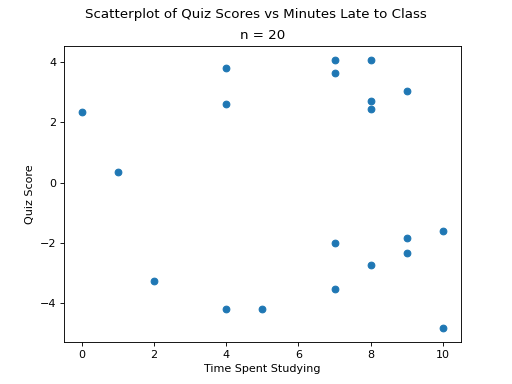 Scatterplot of Quiz Scores vs Minutes Late to Class
n = 20
4
2
0
−2
−4
Quiz Score
0 2 4 6 8 10
Time Spent Studying